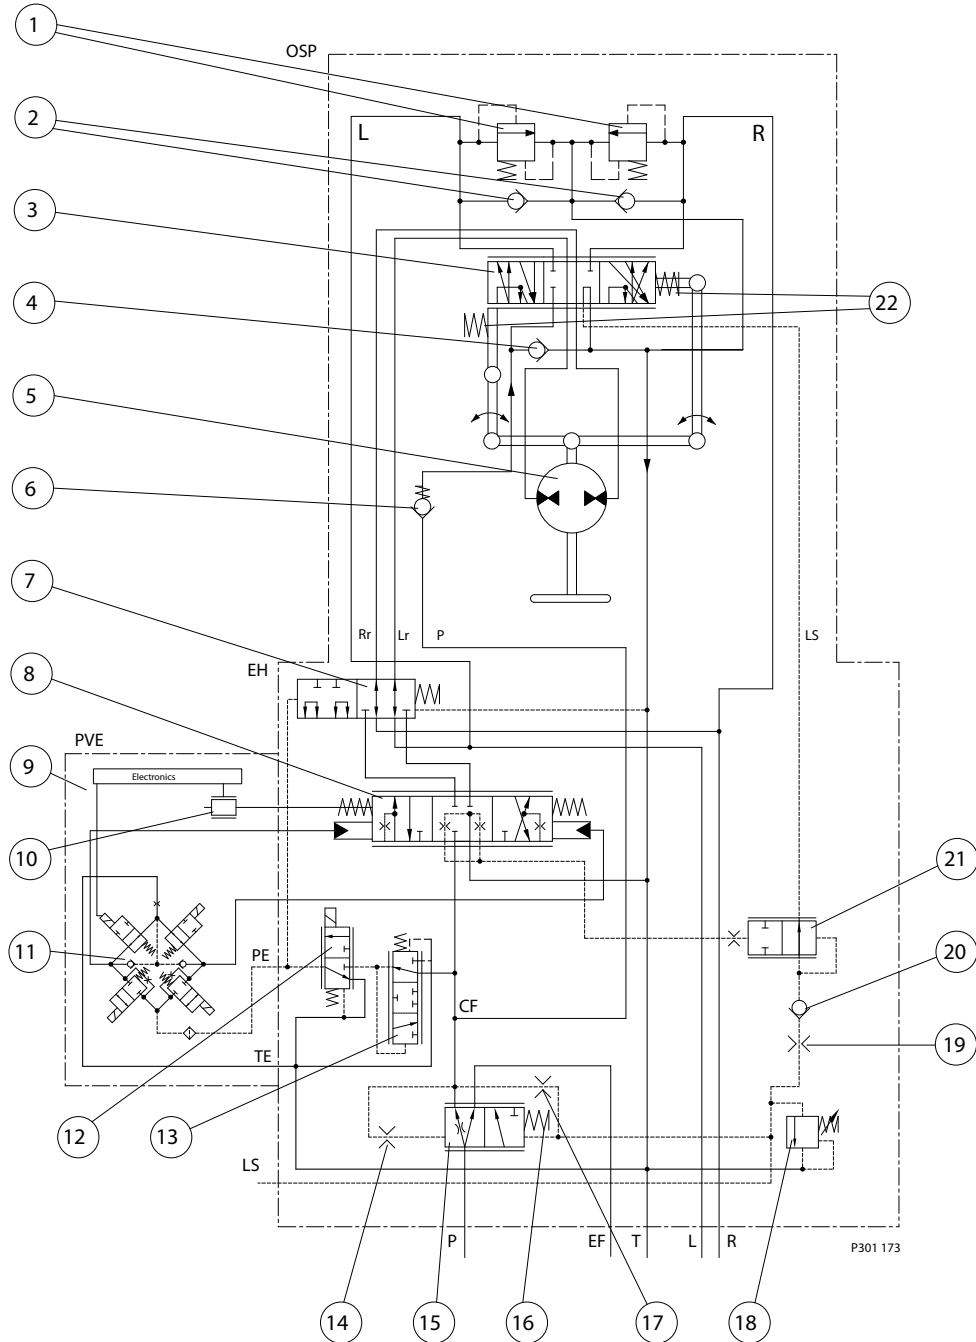 1
OSP
2
L
R
3
4
22
5
6
7
Rr
Lr
P
LS
EH
8
PVE
9
Electronics
10
21
11
PE
20
CF
19
TE
12
13
LS
P
EF
T
L
R
P301 173
14
15
16
17
18